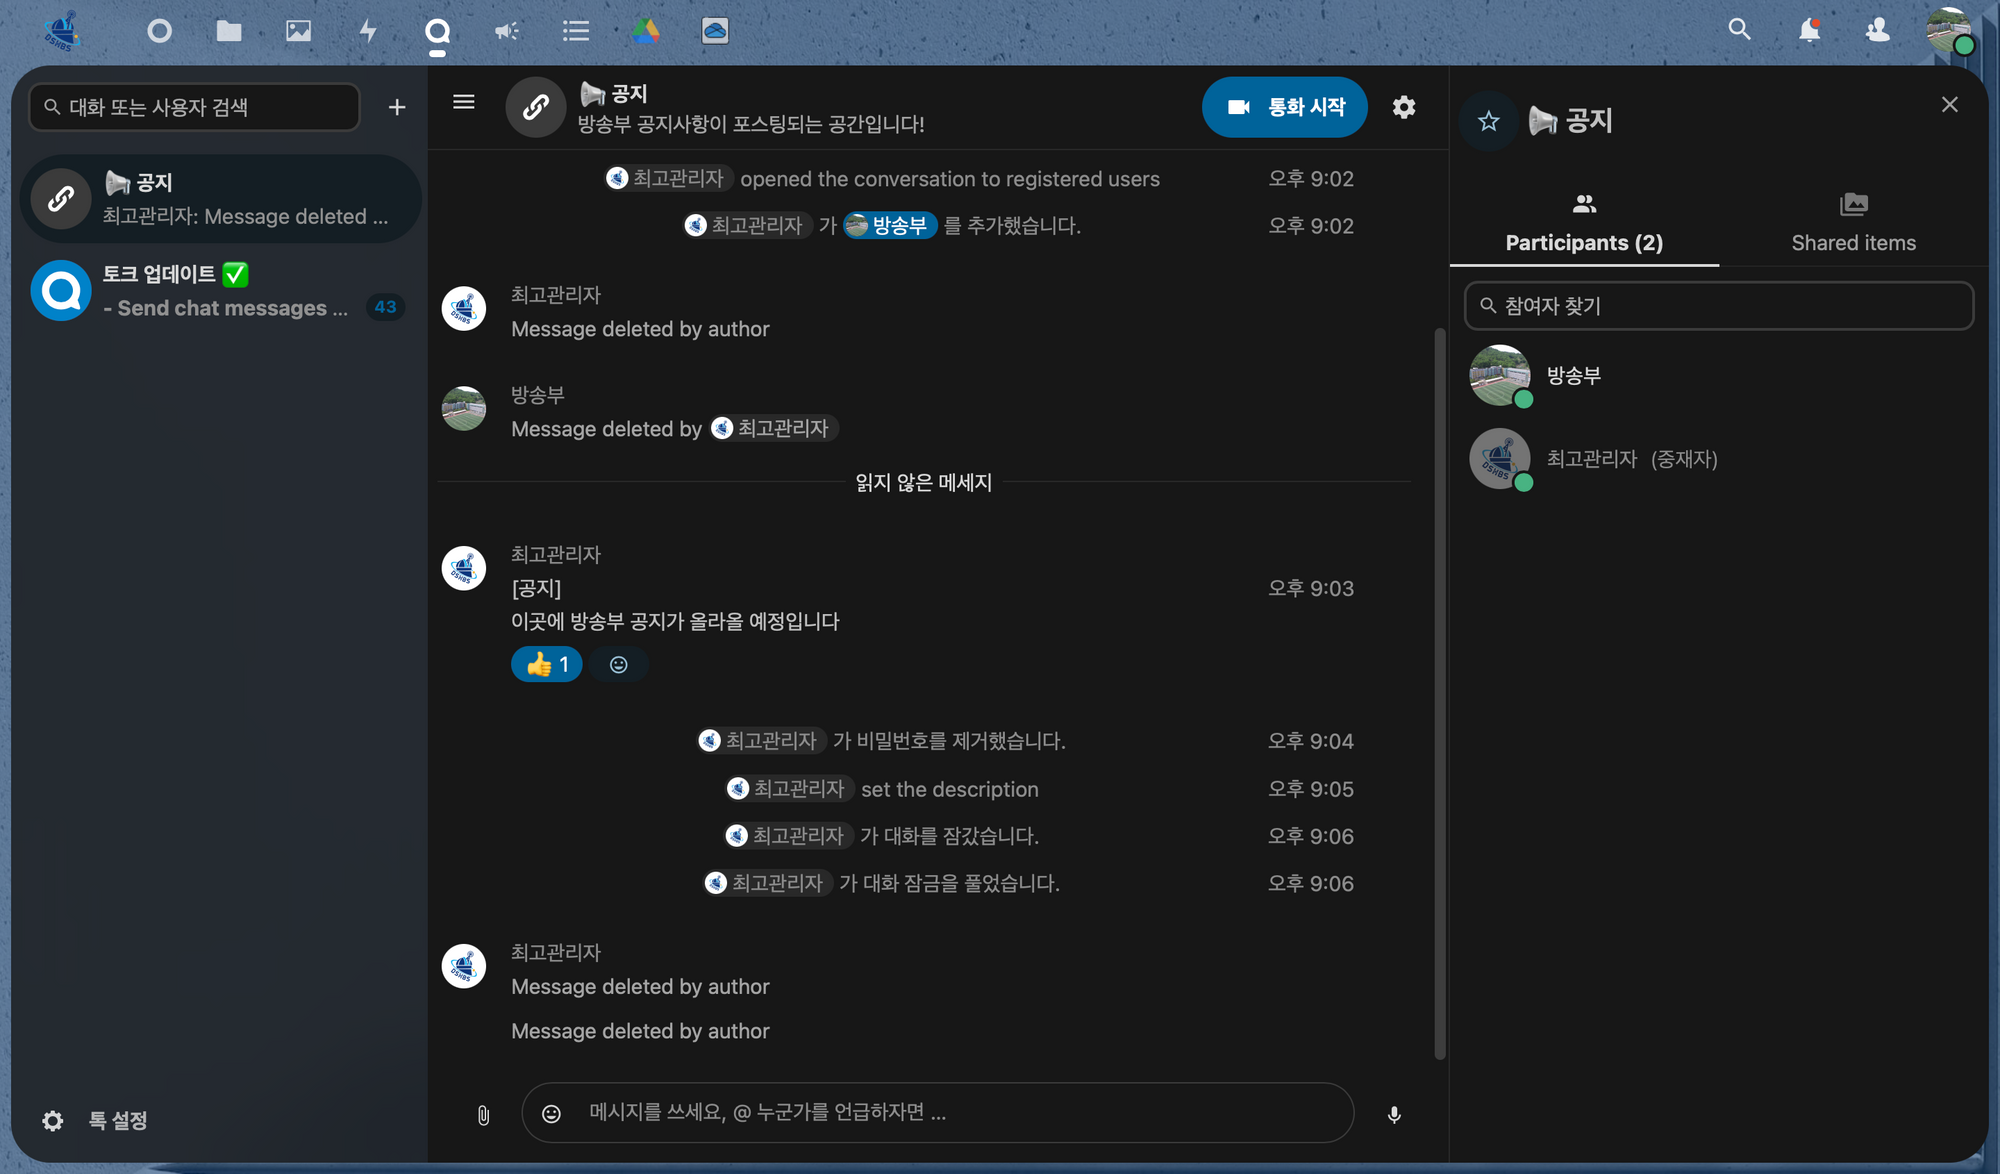 DSHBS
대화 또는 사용자 검색
공지
최고관리자: Message deleted ...
토크 업데이트
- Send chat messages ...
43
톡 설정
공지
방송부 공지사항이 포스팅되는 공간입니다!
통화 시작
최고관리자 opened the conversation to registered users 오후 9:02
최고관리자 가 방송부 를 추가했습니다. 오후 9:02
최고관리자
Message deleted by author
방송부
Message deleted by 최고관리자
읽지 않은 메세지
최고관리자
[공지] 오후 9:03
이곳에 방송부 공지가 올라올 예정입니다
1
최고관리자 가 비밀번호를 제거했습니다. 오후 9:04
최고관리자 set the description 오후 9:05
최고관리자 가 대화를 잠갔습니다. 오후 9:06
최고관리자 가 대화 잠금을 풀었습니다. 오후 9:06
최고관리자
Message deleted by author
Message deleted by author
메시지를 쓰세요, @ 누군가를 언급하자면 ...
공지
Participants (2)
Shared items
참여자 찾기
방송부
최고관리자 (중재자)